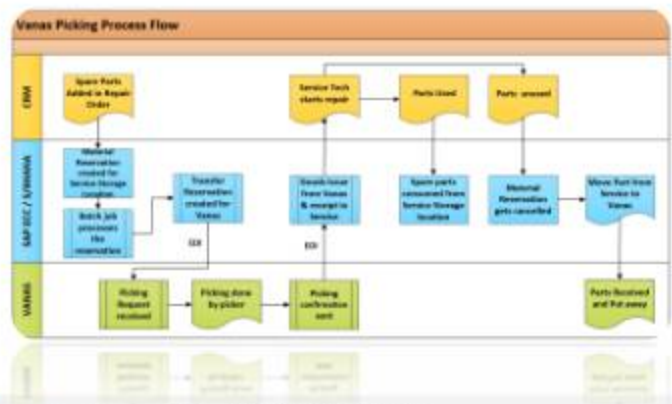 Vanas Picking Process Flow
CRM
Spare Parts
Added in Repair
Order
Service Tech
starts repair
Parts Used
Parts unused
SAP ECC / S/4HANA
Material
Reservation
created for
Service Storage
Location
Batch job
processes
the
reservation
Transfer
Reservation
created for
Vanas
EDI
Goods Issue
from Vanas
& receipt to
Service
EDI
Spare parts
consumed from
Service Storage
location
Material
Reservation
gets cancelled
Move Part from
Service to
Vanas
VANAS
Picking
Request
received
Picking done
by picker
Picking
confirmation
sent
Parts Received
and Put away